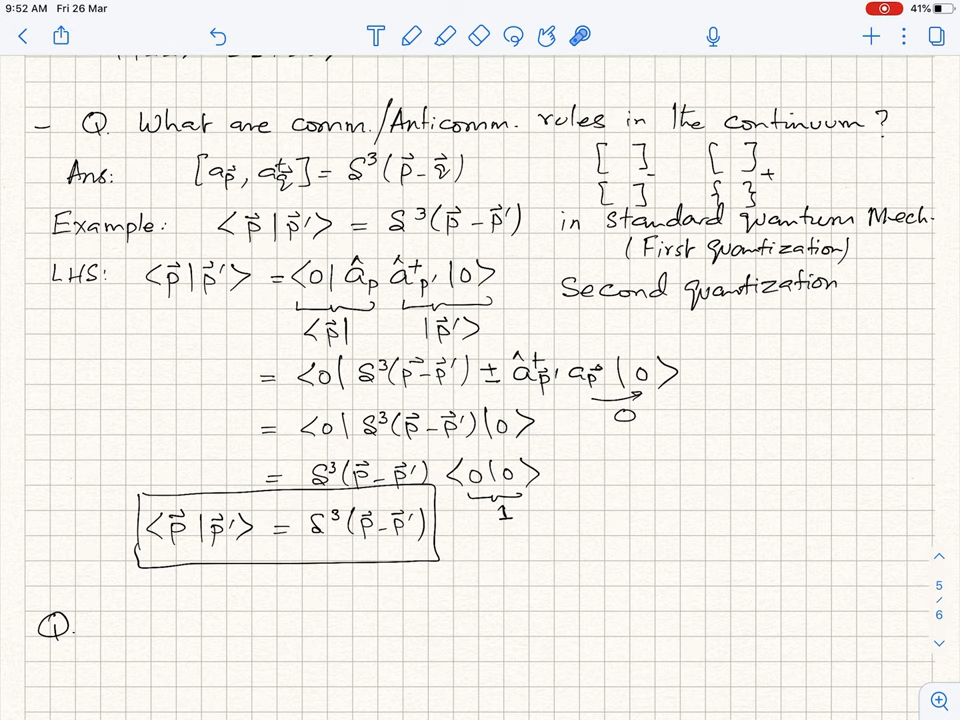 9:52 AM Fri 26 Mar 41%
T
- Q. What are comm./Anticomm. rules in the continuum?
Ans: [a_p⃗, a†_q⃗] = δ³(p⃗ - q⃗) [ ]₋ [ ]₊
[ ] { }
Example: <p⃗|p⃗'> = δ³(p⃗ - p⃗') in standard quantum Mech.
(First quantization)
LHS: <p⃗|p⃗'> = <0|â_p â†_p'|0> Second quantization
<p⃗| |p⃗'>
= <0| δ³(p⃗ - p⃗') ± â†_p⃗' a_p⃗ |0>
0
= <0| δ³(p⃗ - p⃗')|0>
= δ³(p⃗ - p⃗') <0|0>
1
<p⃗|p⃗'> = δ³(p⃗ - p⃗')
5
/
6
Q.